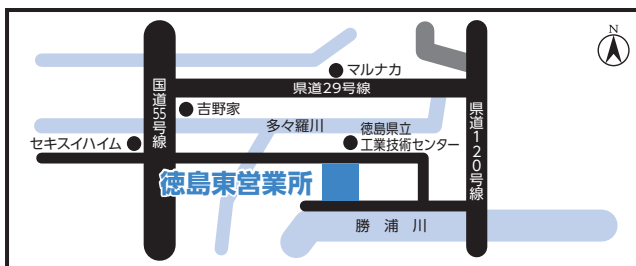 N
マルナカ
県道29号線
国道55号線
吉野家
多々羅川
徳島県立
工業技術センター
セキスイハイム
県道120号線
徳島東営業所
勝浦川